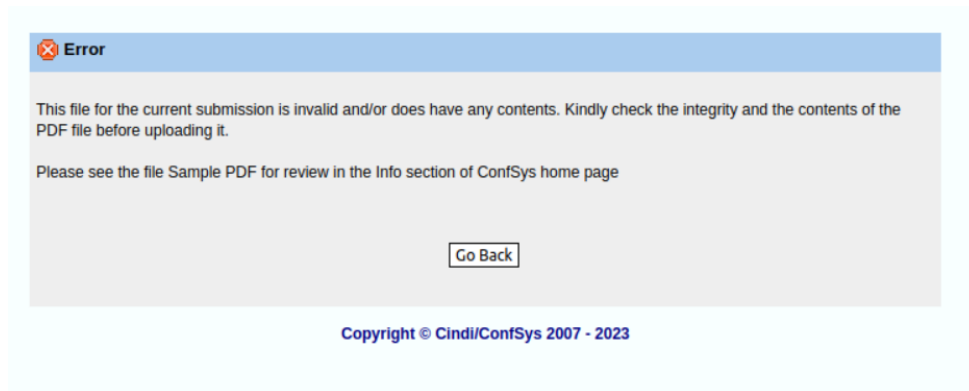 Error
This file for the current submission is invalid and/or does have any contents. Kindly check the integrity and the contents of the
PDF file before uploading it.
Please see the file Sample PDF for review in the Info section of ConfSys home page
Go Back
Copyright © Cindi/ConfSys 2007 - 2023